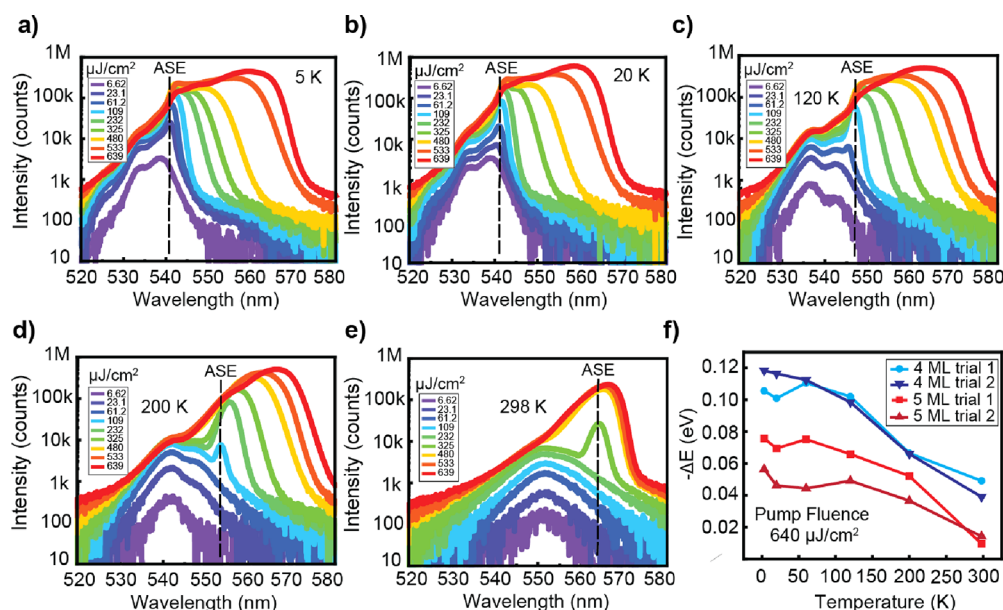 a)
Intensity (counts)
1M
100k
10k
1k
100
10
µJ/cm²
6.62
23.1
61.2
109
232
325
480
533
639
ASE
5 K
520 530 540 550 560 570 580
Wavelength (nm)
b)
Intensity (counts)
1M
100k
10k
1k
100
10
µJ/cm²
6.62
23.1
61.2
109
232
325
480
533
639
ASE
20 K
520 530 540 550 560 570 580
Wavelength (nm)
c)
Intensity (counts)
1M
100k
10k
1k
100
10
µJ/cm²
6.62
23.1
61.2
109
232
325
480
533
639
ASE
120 K
520 530 540 550 560 570 580
Wavelength (nm)
d)
Intensity (counts)
1M
100k
10k
1k
100
10
µJ/cm²
6.62
23.1
61.2
109
232
325
480
533
639
ASE
200 K
520 530 540 550 560 570 580
Wavelength (nm)
e)
Intensity (counts)
1M
100k
10k
1k
100
10
µJ/cm²
6.62
23.1
61.2
109
232
325
480
533
639
ASE
298 K
520 530 540 550 560 570 580
Wavelength (nm)
f)
-ΔE (eV)
0.12
0.10
0.08
0.06
0.04
0.02
4 ML trial 1
4 ML trial 2
5 ML trial 1
5 ML trial 2
Pump Fluence
640 µJ/cm²
0 50 100 150 200 250 300
Temperature (K)